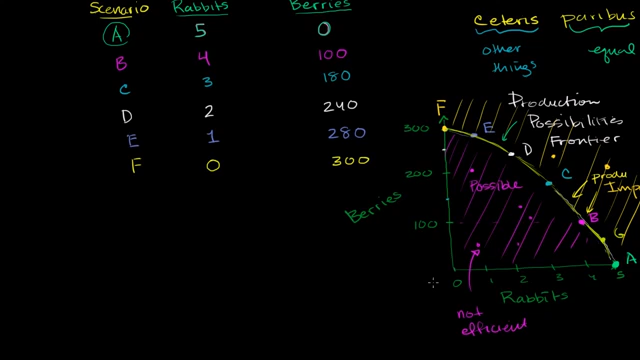 Scenario Rabbits Berries
A 5 0
B 4 100
C 3 180
D 2 240
E 1 280
F 0 300
ceteris paribus
other things equal
F
E
D
C
B
A
Production
Possibilities
Frontier
300
200
100
Berries
Possible
0 1 2 3 4 5
Rabbits
not
efficient